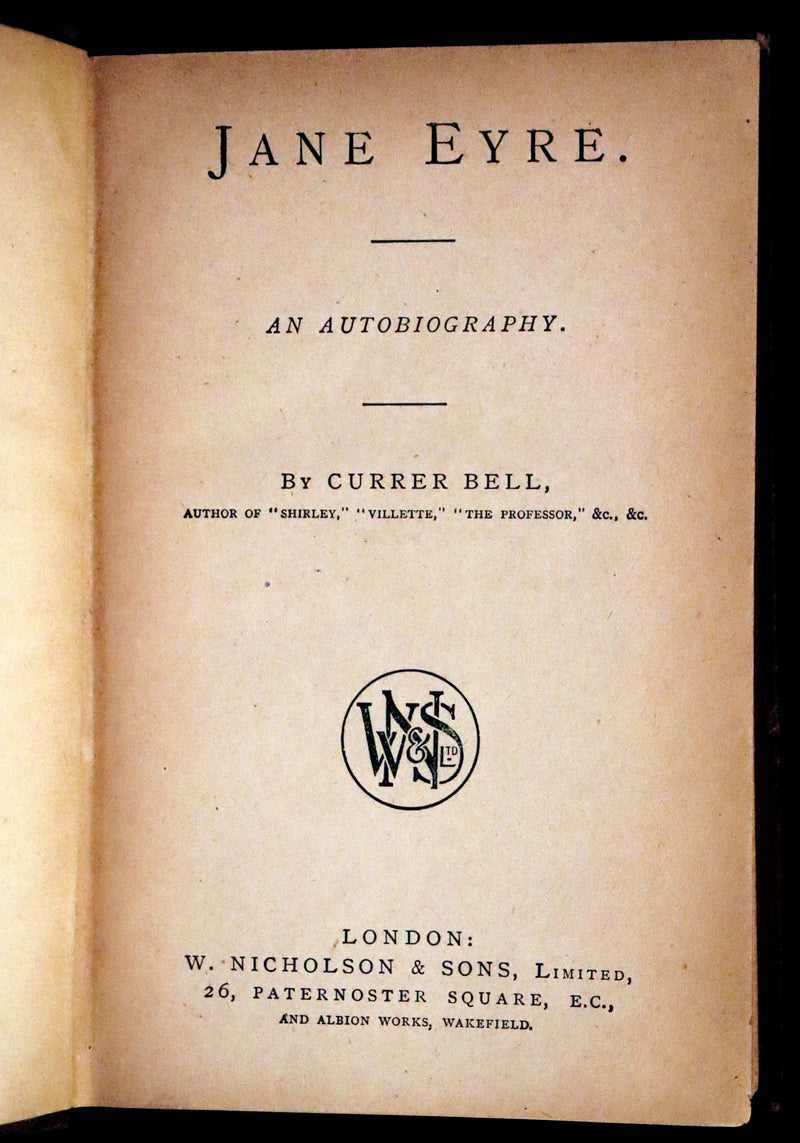 JANE EYRE.
AN AUTOBIOGRAPHY.
BY CURRER BELL,
AUTHOR OF "SHIRLEY," "VILLETTE," "THE PROFESSOR," &C., &C.
WN&S LTD
LONDON:
W. NICHOLSON & SONS, LIMITED,
26, PATERNOSTER SQUARE, E.C.,
AND ALBION WORKS, WAKEFIELD.